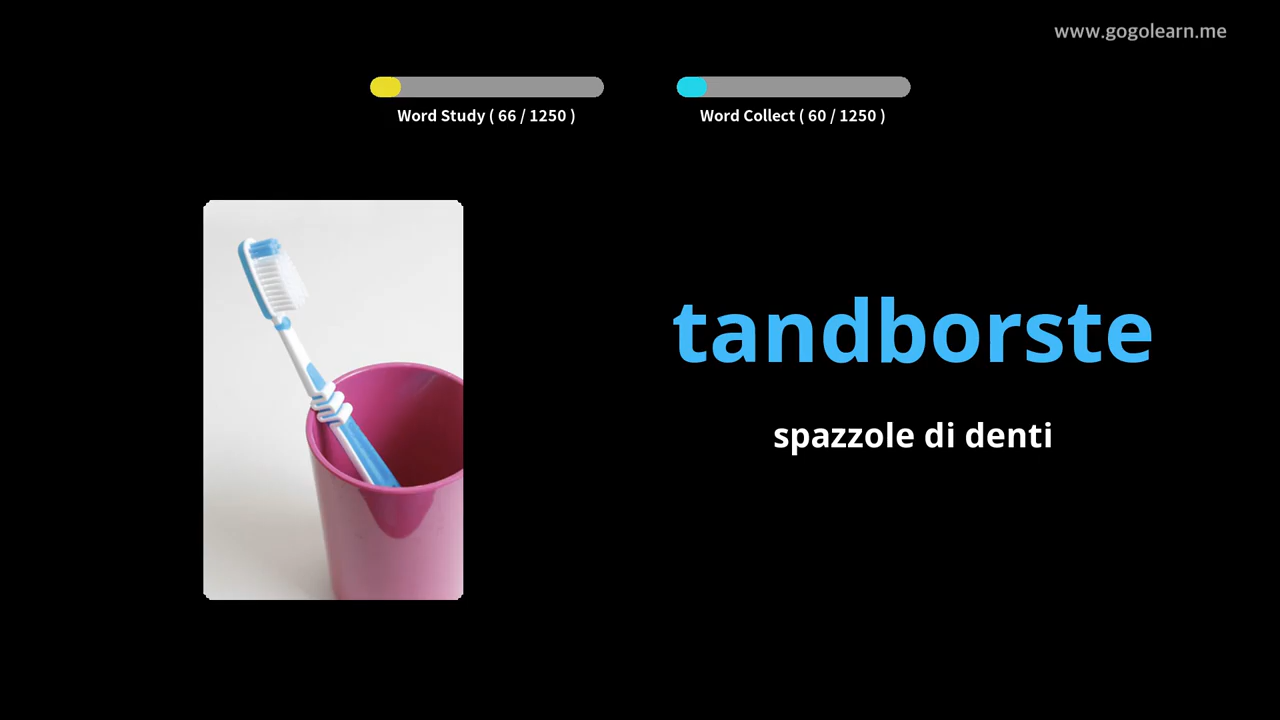 www.gogolearn.me
Word Study ( 66 / 1250 )
Word Collect ( 60 / 1250 )
tandborste
spazzole di denti